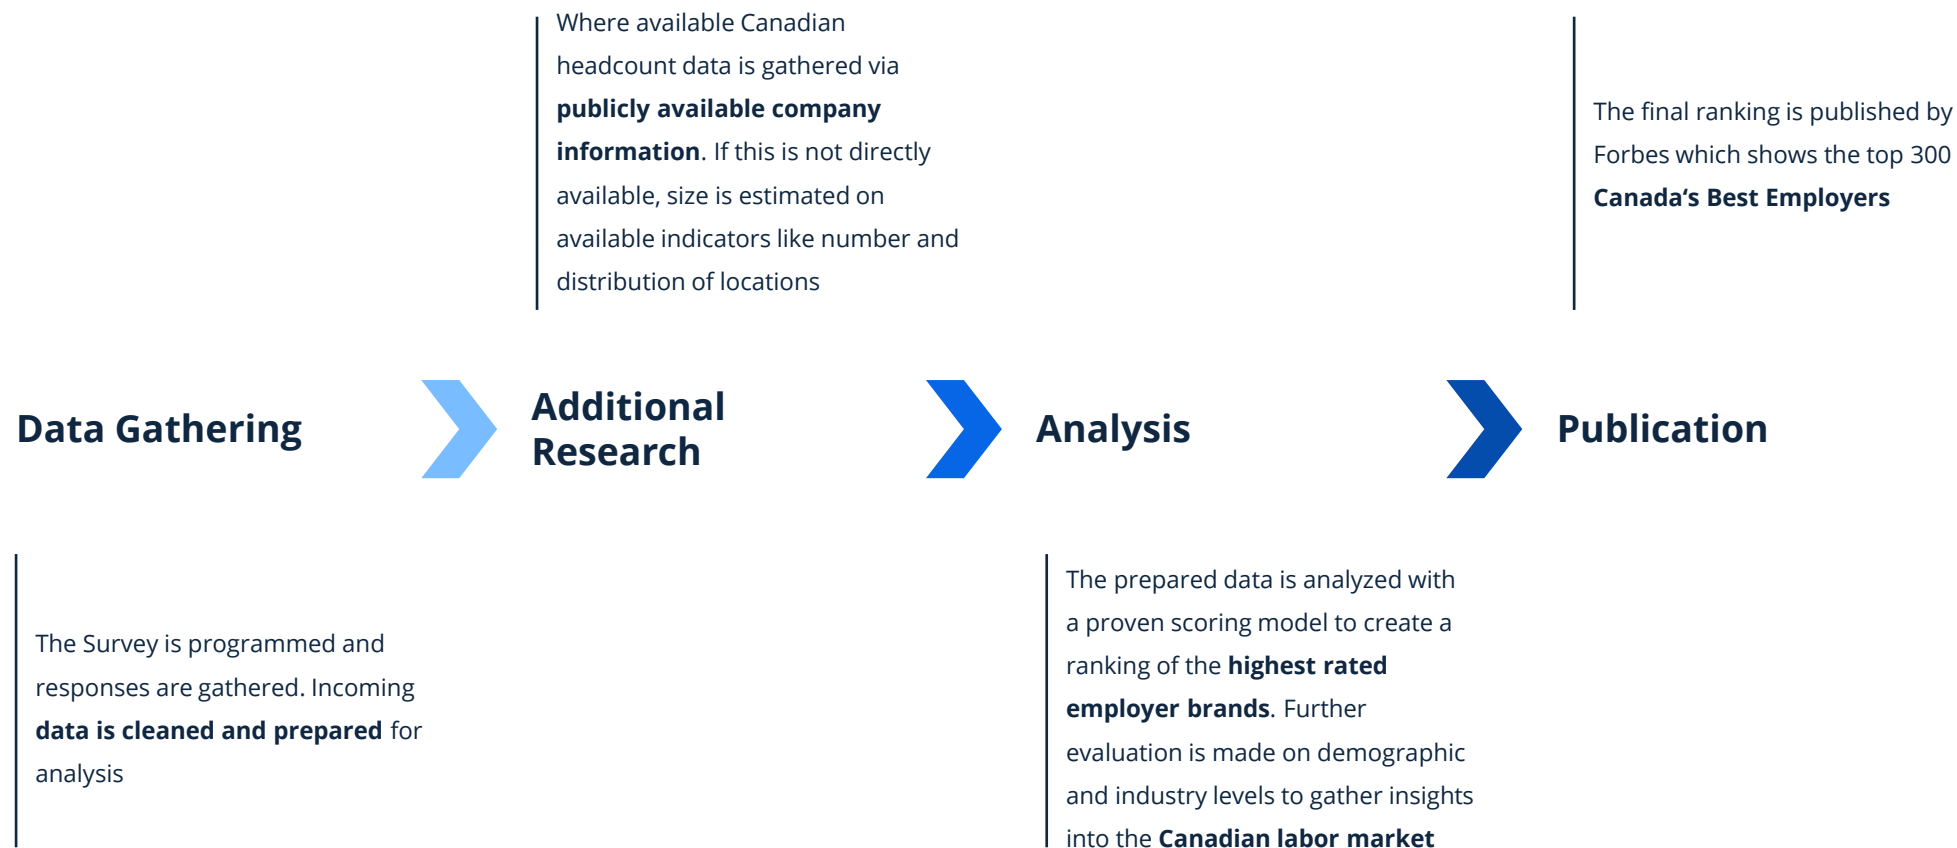 Where available Canadian
headcount data is gathered via
publicly available company
information. If this is not directly
available, size is estimated on
available indicators like number and
distribution of locations
The final ranking is published by
Forbes which shows the top 300
Canada‘s Best Employers
Data Gathering
Additional
Research
Analysis
Publication
The Survey is programmed and
responses are gathered. Incoming
data is cleaned and prepared for
analysis
The prepared data is analyzed with
a proven scoring model to create a
ranking of the highest rated
employer brands. Further
evaluation is made on demographic
and industry levels to gather insights
into the Canadian labor market